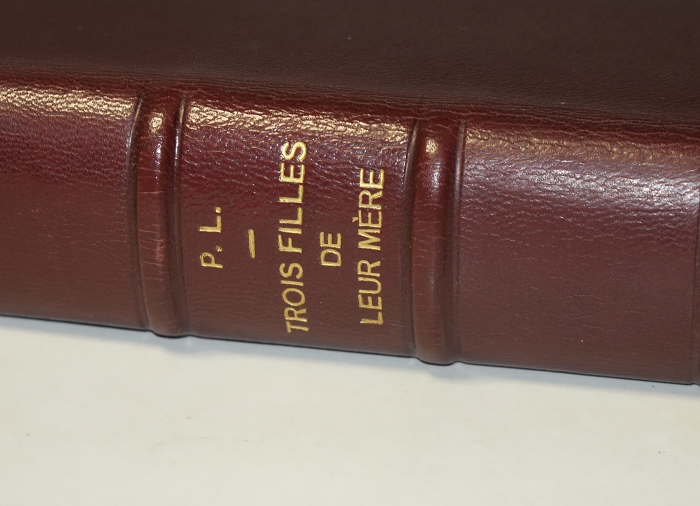 P. L.
—
TROIS FILLES
DE
LEUR MÈRE